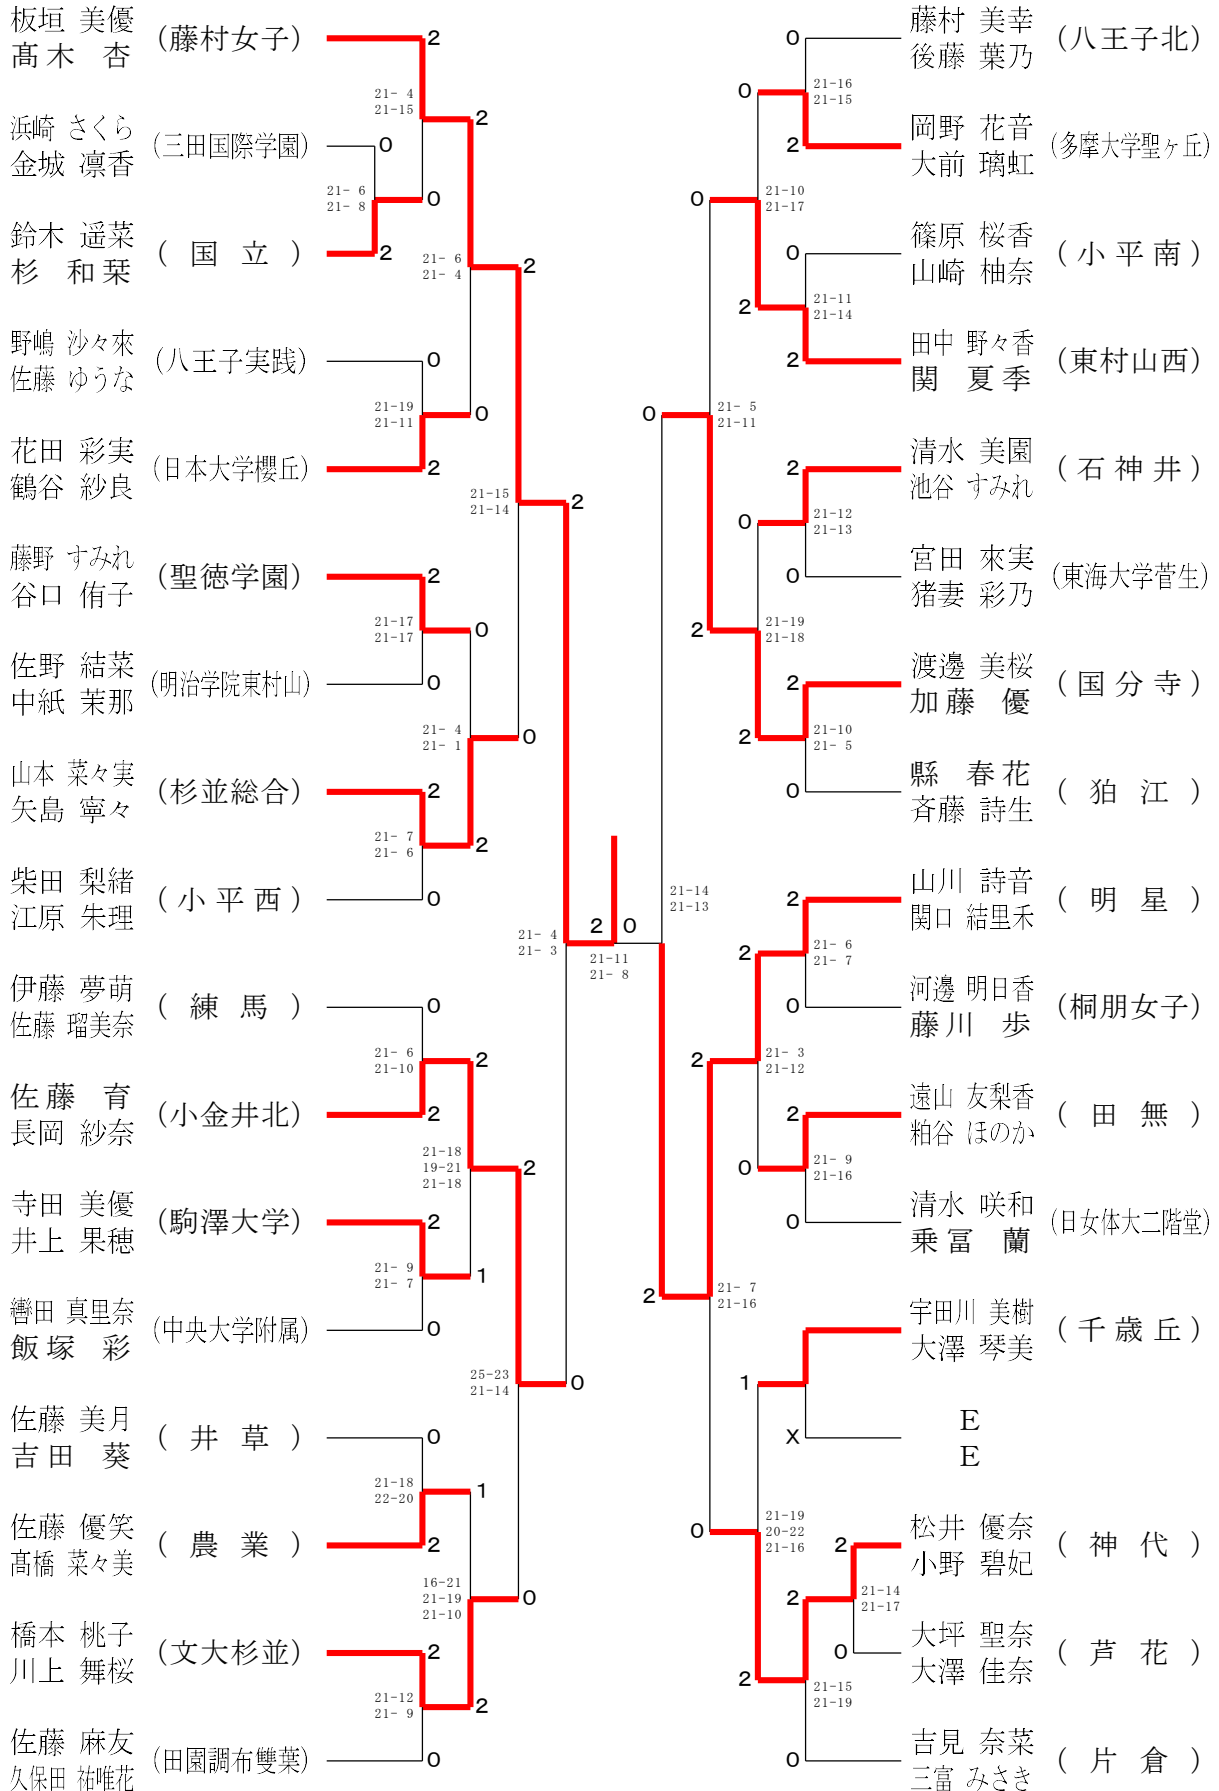 板垣 美優
髙木 杏
(藤村女子)
2
21- 4
21-15
2
浜崎 さくら
金城 凛香
(三田国際学園)
0
21- 6
21- 8
0
鈴木 遥菜
杉 和栞
(国立)
2
21- 6
21- 4
2
野嶋 沙々來
佐藤 ゆうな
(八王子実践)
0
21-19
21-11
0
花田 彩実
鶴谷 紗良
(日本大学櫻丘)
2
21-15
21-14
2
藤野 すみれ
谷口 侑子
(聖徳学園)
2
21-17
21-17
0
佐野 結菜
中紙 茉那
(明治学院東村山)
0
21- 4
21- 1
0
山本 菜々実
矢島 寧々
(杉並総合)
2
21- 7
21- 6
2
柴田 梨緒
江原 朱理
(小平西)
0
21- 4
21- 3
2
0
21-11
21- 8
伊藤 夢萌
佐藤 瑠美奈
(練馬)
0
21- 6
21-10
2
佐藤 育
長岡 紗奈
(小金井北)
2
21-18
19-21
21-18
2
寺田 美優
井上 果穂
(駒澤大学)
2
21- 9
21- 7
1
轡田 真里奈
飯塚 彩
(中央大学附属)
0
25-23
21-14
0
佐藤 美月
吉田 葵
(井草)
0
21-18
22-20
1
佐藤 優笑
髙橋 菜々美
(農業)
2
16-21
21-19
21-10
0
橋本 桃子
川上 舞桜
(文大杉並)
2
21-12
21- 9
2
佐藤 麻友
久保田 祐唯花
(田園調布雙葉)
0
0
藤村 美幸
後藤 葉乃
(八王子北)
0
21-16
21-15
2
岡野 花音
大前 璃虹
(多摩大学聖ヶ丘)
0
21-10
21-17
0
篠原 桜香
山崎 柚奈
(小平南)
2
21-11
21-14
2
田中 野々香
関 夏季
(東村山西)
0
21- 5
21-11
2
清水 美園
池谷 すみれ
(石神井)
0
21-12
21-13
0
宮田 來実
猪妻 彩乃
(東海大学菅生)
2
21-19
21-18
2
渡邊 美桜
加藤 優
(国分寺)
2
21-10
21- 5
0
縣 春花
斉藤 詩生
(狛江)
21-14
21-13
2
山川 詩音
関口 結里禾
(明星)
2
21- 6
21- 7
0
河邊 明日香
藤川 歩
(桐朋女子)
2
21- 3
21-12
2
遠山 友梨香
粕谷 ほのか
(田無)
0
21- 9
21-16
0
清水 咲和
乗冨 蘭
(日女体大二階堂)
2
21- 7
21-16
宇田川 美樹
大澤 琴美
(千歳丘)
1
X
E
E
0
21-19
20-22
21-16
2
松井 優奈
小野 碧妃
(神代)
2
21-14
21-17
0
大坪 聖奈
大澤 佳奈
(芦花)
2
21-15
21-19
0
吉見 奈菜
三富 みさき
(片倉)